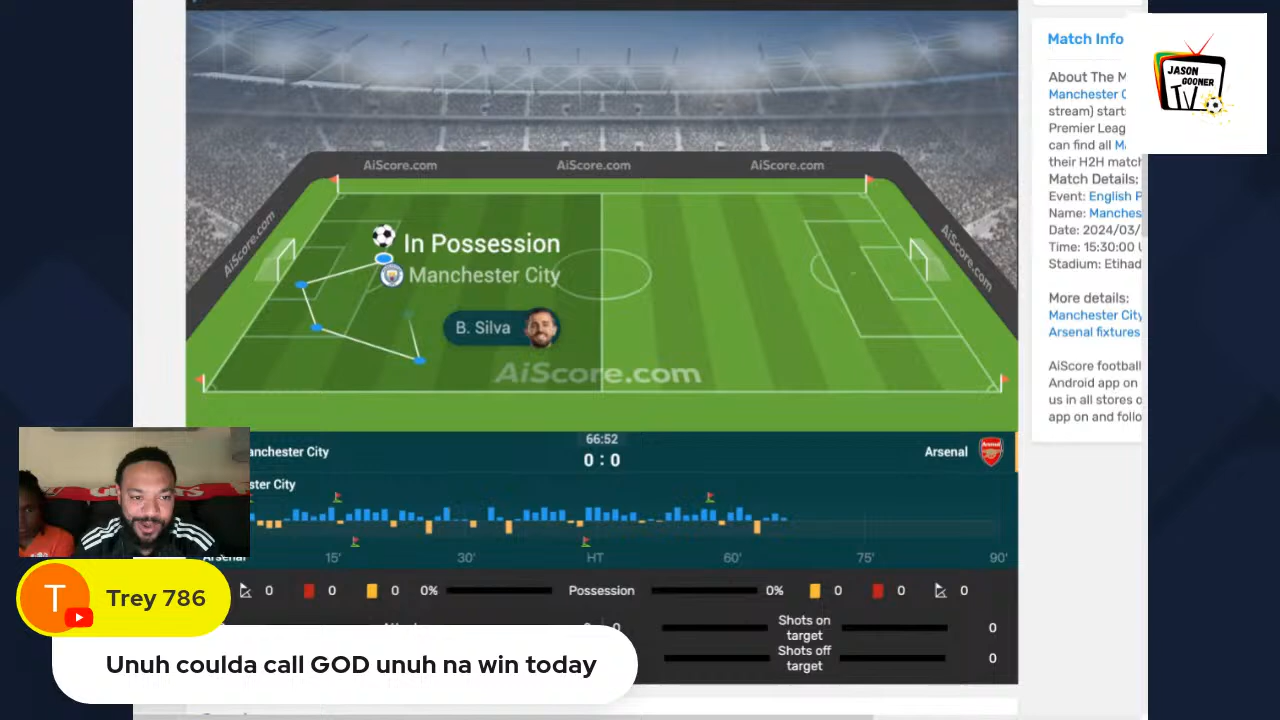 Match Info
JASON
GOONER
TV
About The M
Manchester C
stream) start
Premier Leag
can find all M
their H2H match
Match Details:
Event: English P
Name: Manches
Date: 2024/03/
Time: 15:30:00 U
Stadium: Etihad
More details:
Manchester City
Arsenal fixtures
AiScore football
Android app on
us in all stores o
app on and follo
AiScore.com AiScore.com AiScore.com
AiScore.com
AiScore.com
In Possession
Manchester City
B. Silva
AiScore.com
66:52
anchester City 0 : 0 Arsenal
ster City
Arsenal 15' 30' HT 60' 75' 90'
0 0 0 0% Possession 0% 0 0 0
Shots on
target
0
Shots off
target
0
T Trey 786
Unuh coulda call GOD unuh na win today